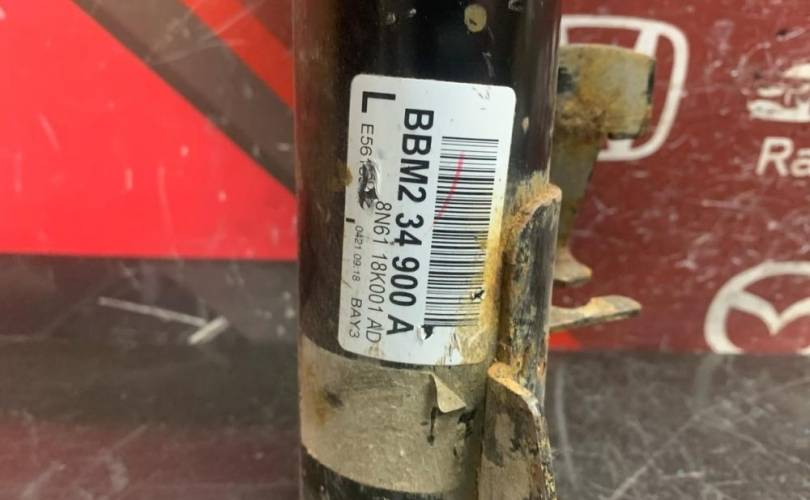 L
BBM2 34 900 A
8N61 18K001 AD
0421 09:18 BAY3
Ra